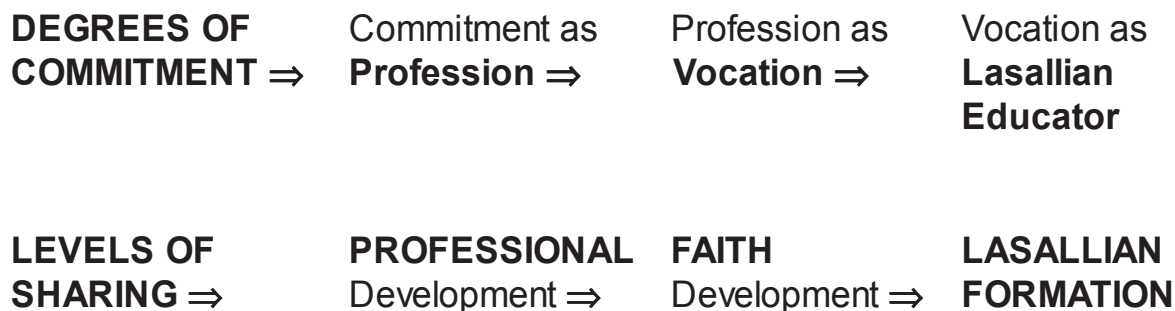 DEGREES OF Commitment as Profession as Vocation as
COMMITMENT ⇒ Profession ⇒ Vocation ⇒ Lasallian
Educator
LEVELS OF PROFESSIONAL FAITH LASALLIAN
SHARING ⇒ Development ⇒ Development ⇒ FORMATION